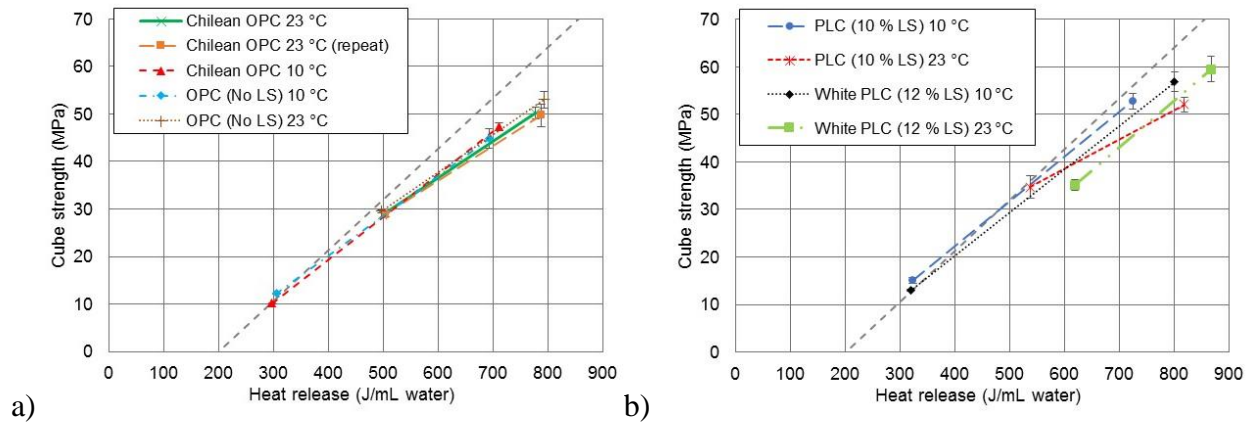 70
60
50
40
30
20
10
0
Cube strength (MPa)
Chilean OPC 23 °C
Chilean OPC 23 °C (repeat)
Chilean OPC 10 °C
OPC (No LS) 10 °C
OPC (No LS) 23 °C
0 100 200 300 400 500 600 700 800 900
Heat release (J/mL water)
a)
70
60
50
40
30
20
10
0
Cube strength (MPa)
PLC (10 % LS) 10 °C
PLC (10 % LS) 23 °C
White PLC (12 % LS) 10 °C
White PLC (12 % LS) 23 °C
0 100 200 300 400 500 600 700 800 900
Heat release (J/mL water)
b)